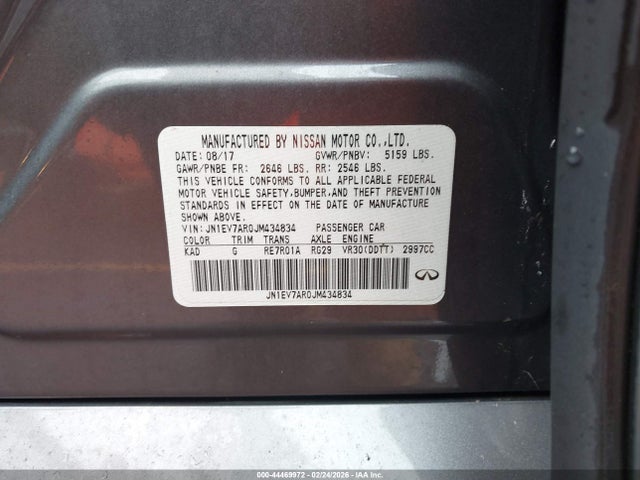 MANUFACTURED BY NISSAN MOTOR CO.,LTD.
DATE: 08/17 GVWR/PNBV: 5159 LBS.
GAWR/PNBE FR: 2646 LBS. RR: 2546 LBS.
THIS VEHICLE CONFORMS TO ALL APPLICABLE FEDERAL
MOTOR VEHICLE SAFETY,BUMPER,AND THEFT PREVENTION
STANDARDS IN EFFECT ON THE DATE OF MANUFACTURE
SHOWN ABOVE.
VIN: JN1EV7AR0JM434834 PASSENGER CAR
COLOR TRIM TRANS AXLE ENGINE
KAD G RE7R01A RG29 VR30(DDTT) 2997CC
JN1EV7AR0JM434834
INFINITI
000-44469972 - 02/24/2026 - IAA, Inc.